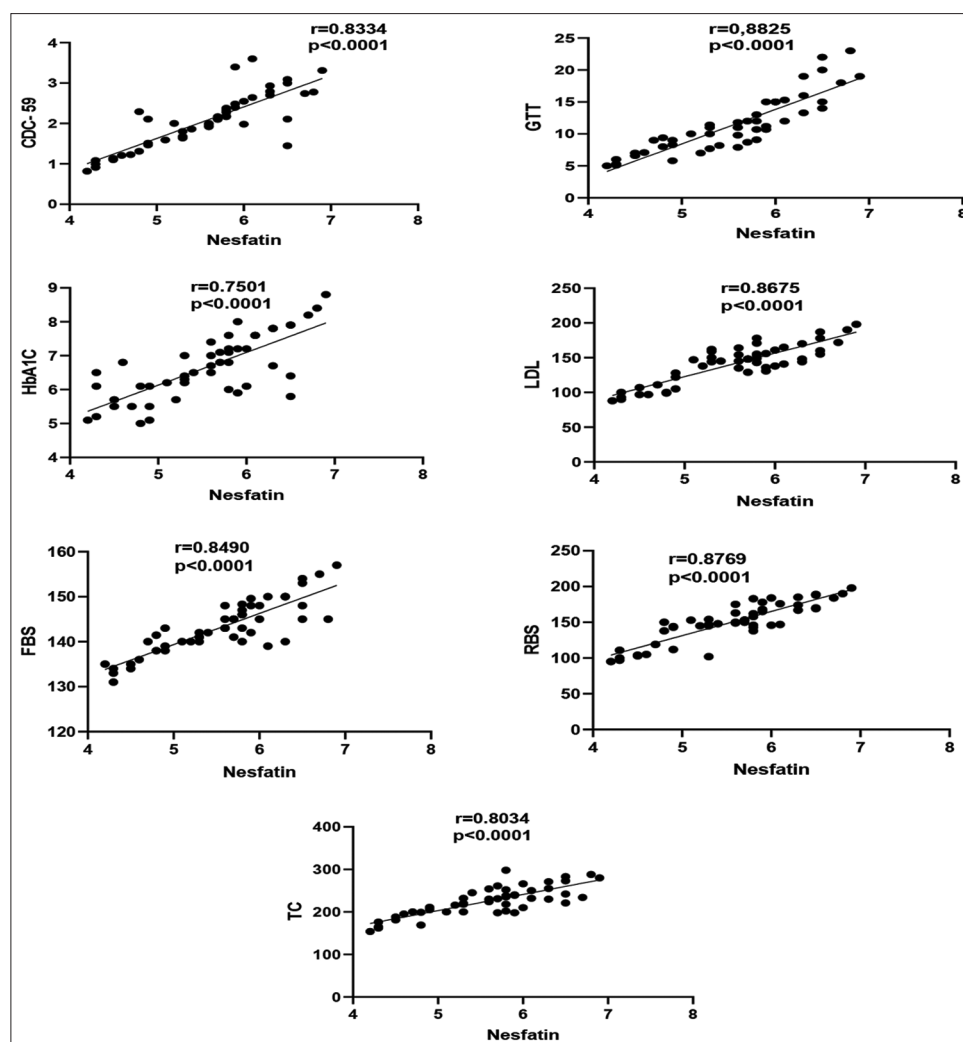 r=0.8334
p<0.0001
CDC- 59
4
3
2
1
0
4 5 6 7 8
Nesfatin
r=0,8825
p<0.0001
GTT
25
20
15
10
5
0
4 5 6 7 8
Nesfatin
r=0.7501
p<0.0001
HbA1C
9
8
7
6
5
4
4 5 6 7 8
Nesfatin
r=0.8675
p<0.0001
LDL
200
150
100
50
0
4 5 6 7 8
Nesfatin
r=0.8490
p<0.0001
FBS
160
150
140
130
120
4 5 6 7 8
Nesfatin
r=0.8769
p<0.0001
RBS
250
200
150
100
50
0
4 5 6 7 8
Nesfatin
r=0.8034
p<0.0001
TC
400
300
200
100
0
4 5 6 7 8
Nesfatin